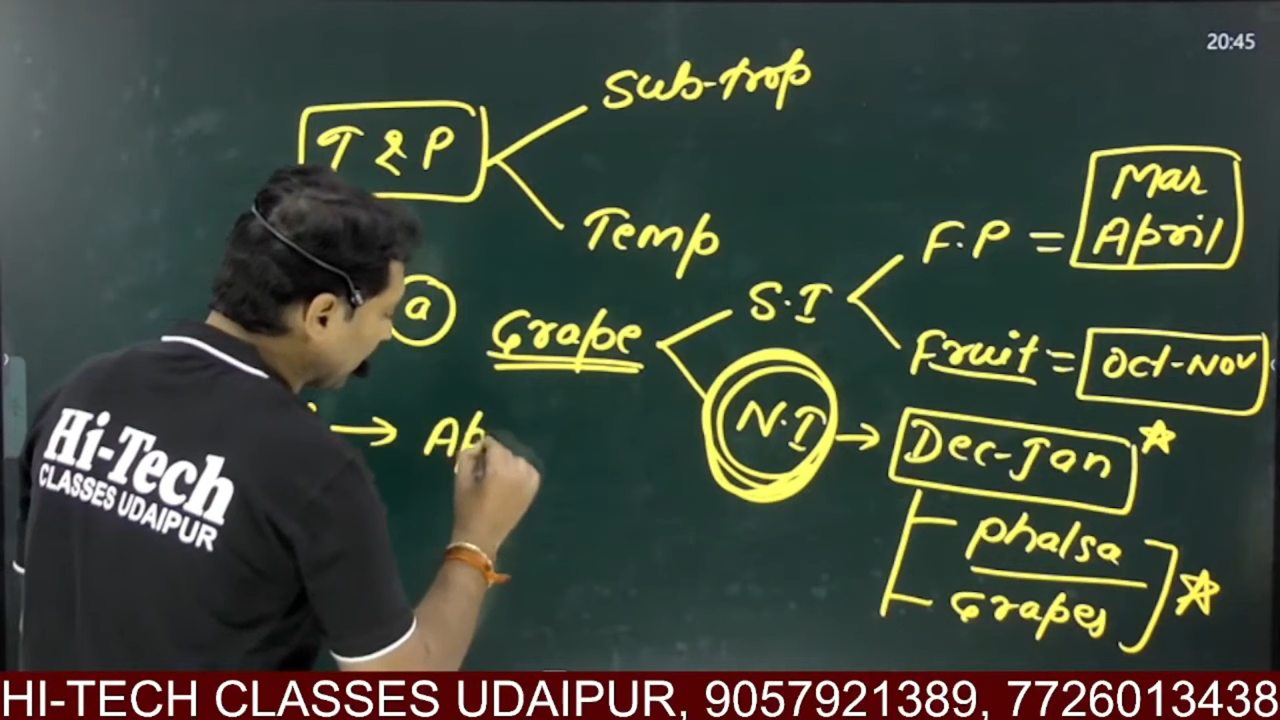 20:45
Sub-trop
T & P
Temp
Mar
April
F.P =
a
S.I
Grape
Fruit = Oct-Nov
N.I → Dec-Jan
→ Ap
Phalsa
Grapes
Hi-Tech
CLASSES UDAIPUR
HI-TECH CLASSES UDAIPUR, 9057921389, 7726013438